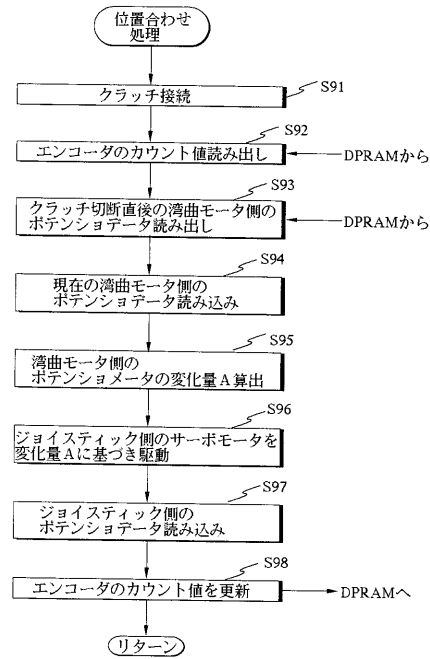 位置合わせ
処理
S91
クラッチ接続
S92
エンコーダのカウント値読み出し
DPRAMから
S93
クラッチ切断直後の湾曲モータ側の
ポテンショデータ読み出し
DPRAMから
S94
現在の湾曲モータ側の
ポテンショデータ読み込み
S95
湾曲モータ側の
ポテンショメータの変化量A算出
S96
ジョイスティック側のサーボモータを
変化量Aに基づき駆動
S97
ジョイスティック側の
ポテンショデータ読み込み
S98
エンコーダのカウント値を更新
DPRAMへ
リターン